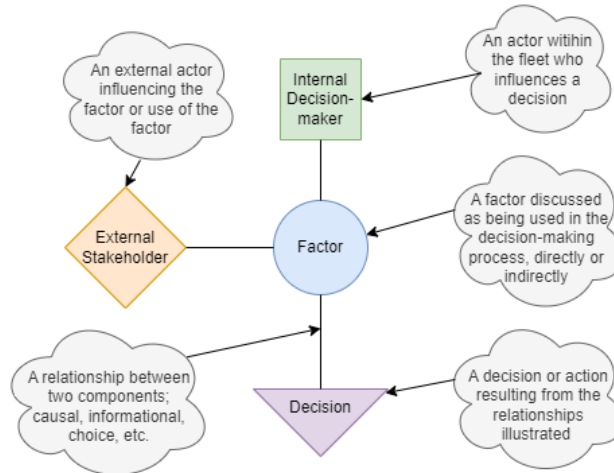 An external actor
influencing the
factor or use of the
factor
Internal
Decision-
maker
An actor witihin
the fleet who
influences a
decision
External
Stakeholder
Factor
A factor discussed
as being used in the
decision-making
process, directly or
indirectly
A relationship between
two components;
causal, informational,
choice, etc.
Decision
A decision or action
resulting from the
relationships
illustrated